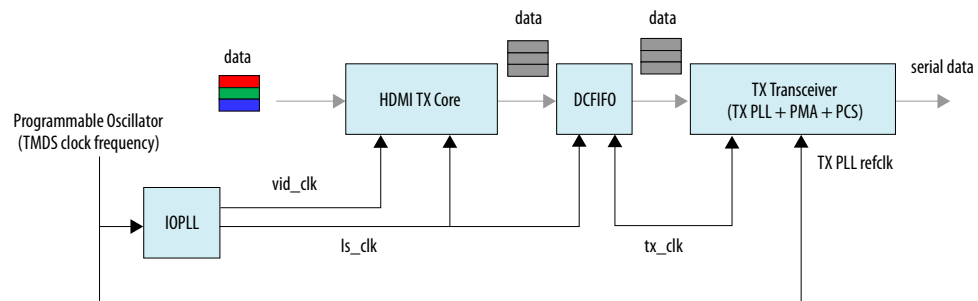 data
data
data
serial data
HDMI TX Core
DCFIFO
TX Transceiver
(TX PLL + PMA + PCS)
Programmable Oscillator
(TMDS clock frequency)
TX PLL refclk
vid_clk
IOPLL
ls_clk
tx_clk